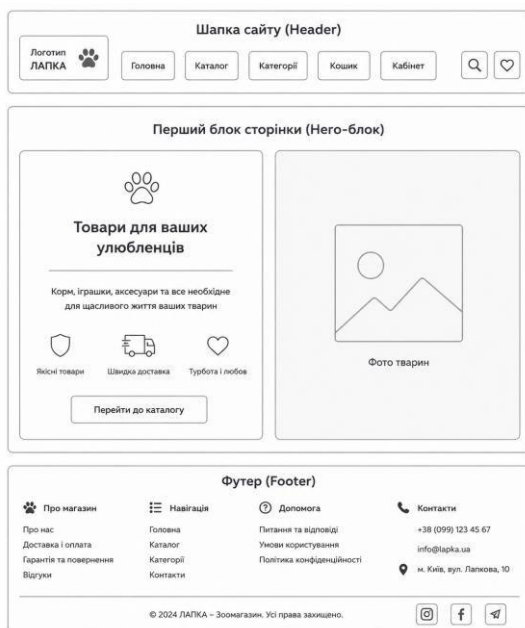 Шапка сайту (Header)
Логотип
ЛАПКА
Головна
Каталог
Категорії
Кошик
Кабінет
Перший блок сторінки (Hero-блок)
Товари для ваших
улюбленців
Корм, іграшки, аксесуари та все необхідне
для щасливого життя ваших тварин
Якісні товари
Швидка доставка
Турбота і любов
Перейти до каталогу
Фото тварин
Футер (Footer)
Про магазин
Про нас
Доставка і оплата
Гарантія та повернення
Відгуки
Навігація
Головна
Каталог
Категорії
Контакти
Допомога
Питання та відповіді
Умови користування
Політика конфіденційності
Контакти
+38 (099) 123 45 67
info@lapka.ua
м. Київ, вул. Лапкова, 10
© 2024 ЛАПКА – Зоомагазин. Усі права захищено.